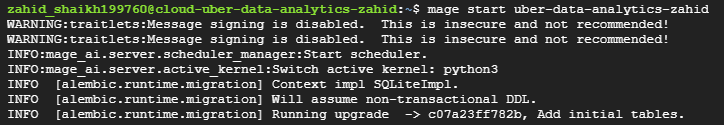 zahid_shaikh199760@cloud-uber-data-analytics-zahid:~$ mage start uber-data-analytics-zahid
WARNING:traitlets:Message signing is disabled.  This is insecure and not recommended!
WARNING:traitlets:Message signing is disabled.  This is insecure and not recommended!
INFO:mage_ai.server.scheduler_manager:Start scheduler.
INFO:mage_ai.server.active_kernel:Switch active kernel: python3
INFO  [alembic.runtime.migration] Context impl SQLiteImpl.
INFO  [alembic.runtime.migration] Will assume non-transactional DDL.
INFO  [alembic.runtime.migration] Running upgrade  -> c07a23ff782b, Add initial tables.